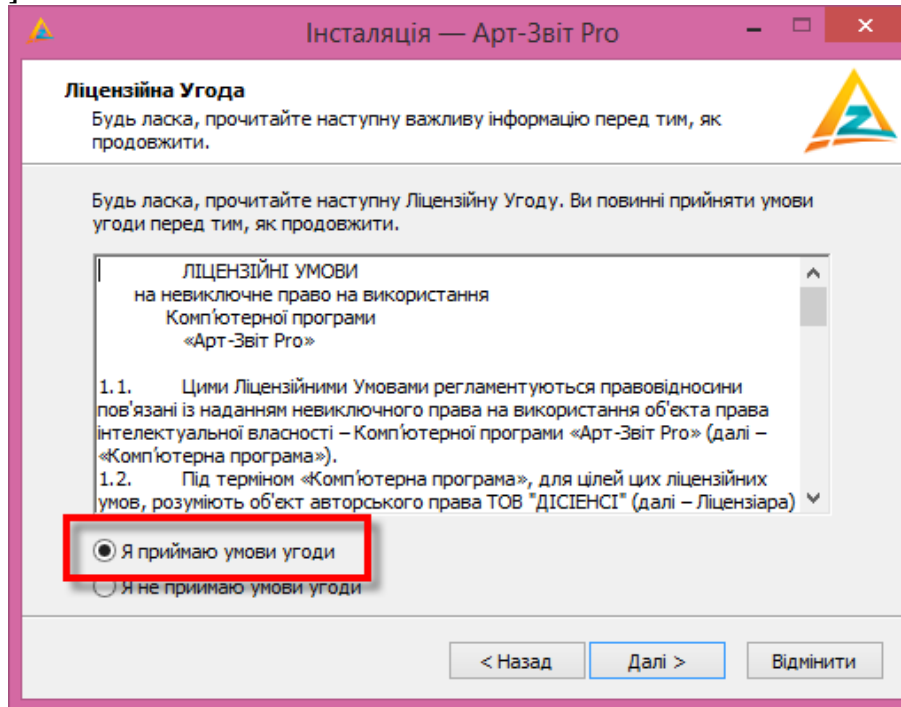 Інсталяція — Арт-Звіт Pro
Ліцензійна Угода
Будь ласка, прочитайте наступну важливу інформацію перед тим, як
продовжити.
Будь ласка, прочитайте наступну Ліцензійну Угоду. Ви повинні прийняти умови
угоди перед тим, як продовжити.
ЛІЦЕНЗІЙНІ УМОВИ
на невиключне право на використання
Комп'ютерної програми
«Арт-Звіт Pro»
1.1. Цими Ліцензійними Умовами регламентуються правовідносини
пов'язані із наданням невиключного права на використання об'єкта права
інтелектуальної власності – Комп'ютерної програми «Арт-Звіт Pro» (далі –
«Комп'ютерна програма»).
1.2. Під терміном «Комп'ютерна програма», для цілей цих ліцензійних
умов, розуміють об'єкт авторського права ТОВ "ДІСІЕНСІ" (далі – Ліцензіара)
Я приймаю умови угоди
Я не приймаю умови угоди
< Назад
Далі >
Відмінити